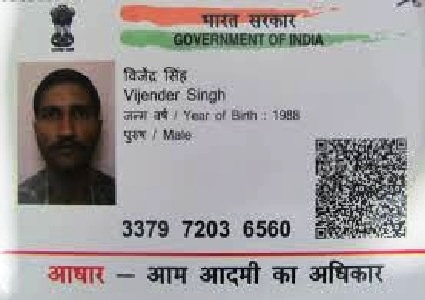 भारत सरकार
GOVERNMENT OF INDIA
विजेंद्र सिंह
Vijender Singh
जन्म वर्ष / Year of Birth : 1988
पुरुष / Male
3379 7203 6560
आधार — आम आदमी का अधिकार